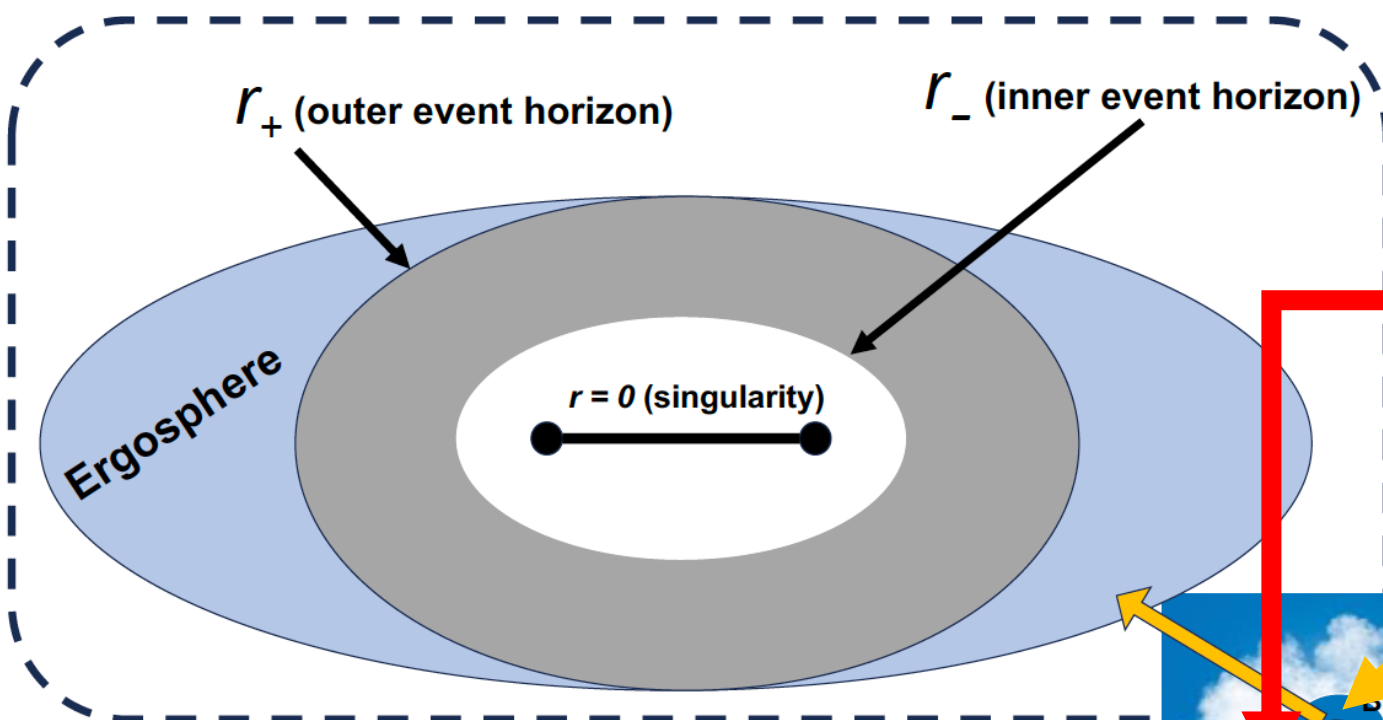 r+ (outer event horizon)
r- (inner event horizon)
r = 0 (singularity)
Ergosphere